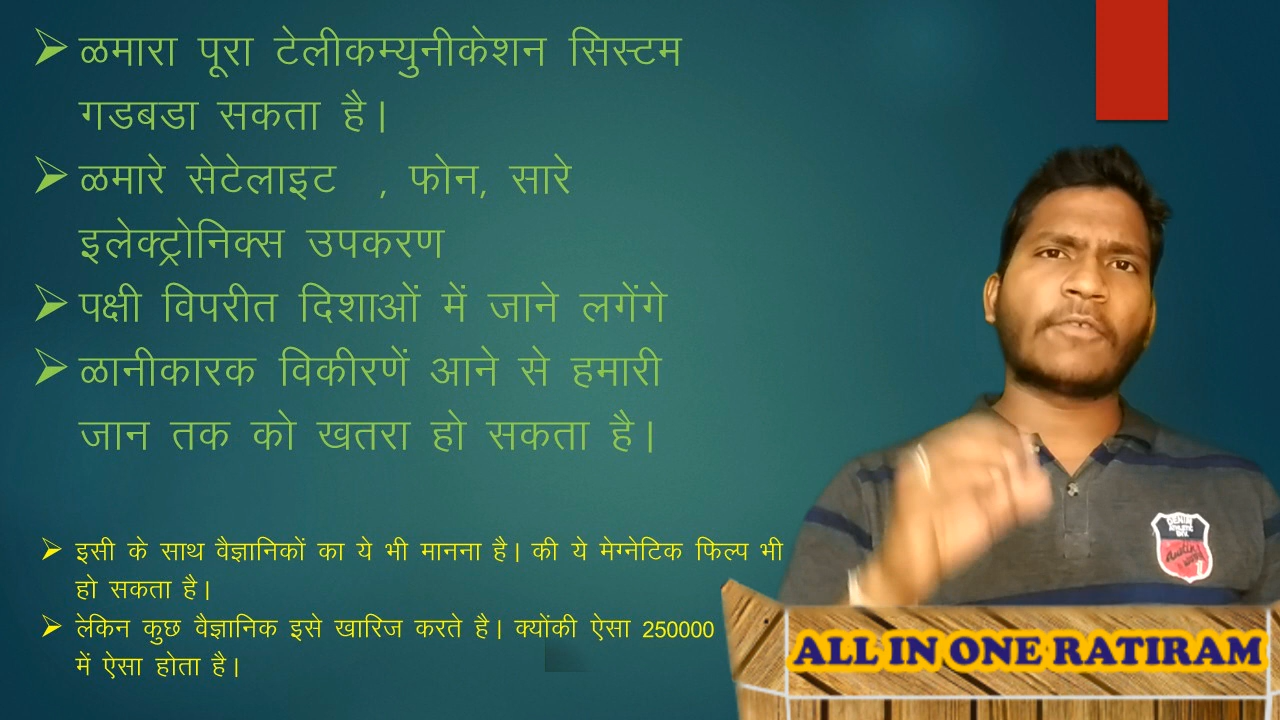 ळमारा पूरा टेलीकम्युनीकेशन सिस्टम
गडबडा सकता है।
ळमारे सेटेलाइट , फोन, सारे
इलेक्ट्रोनिक्स उपकरण
पक्षी विपरीत दिशाओं में जाने लगेंगे
ळानीकारक विकीरणें आने से हमारी
जान तक को खतरा हो सकता है।
इसी के साथ वैज्ञानिकों का ये भी मानना है। की ये मेग्नेटिक फिल्प भी
हो सकता है।
लेकिन कुछ वैज्ञानिक इसे खारिज करते है। क्योंकी ऐसा 250000
में ऐसा होता है।
DENIM
ALL IN ONE RATIRAM